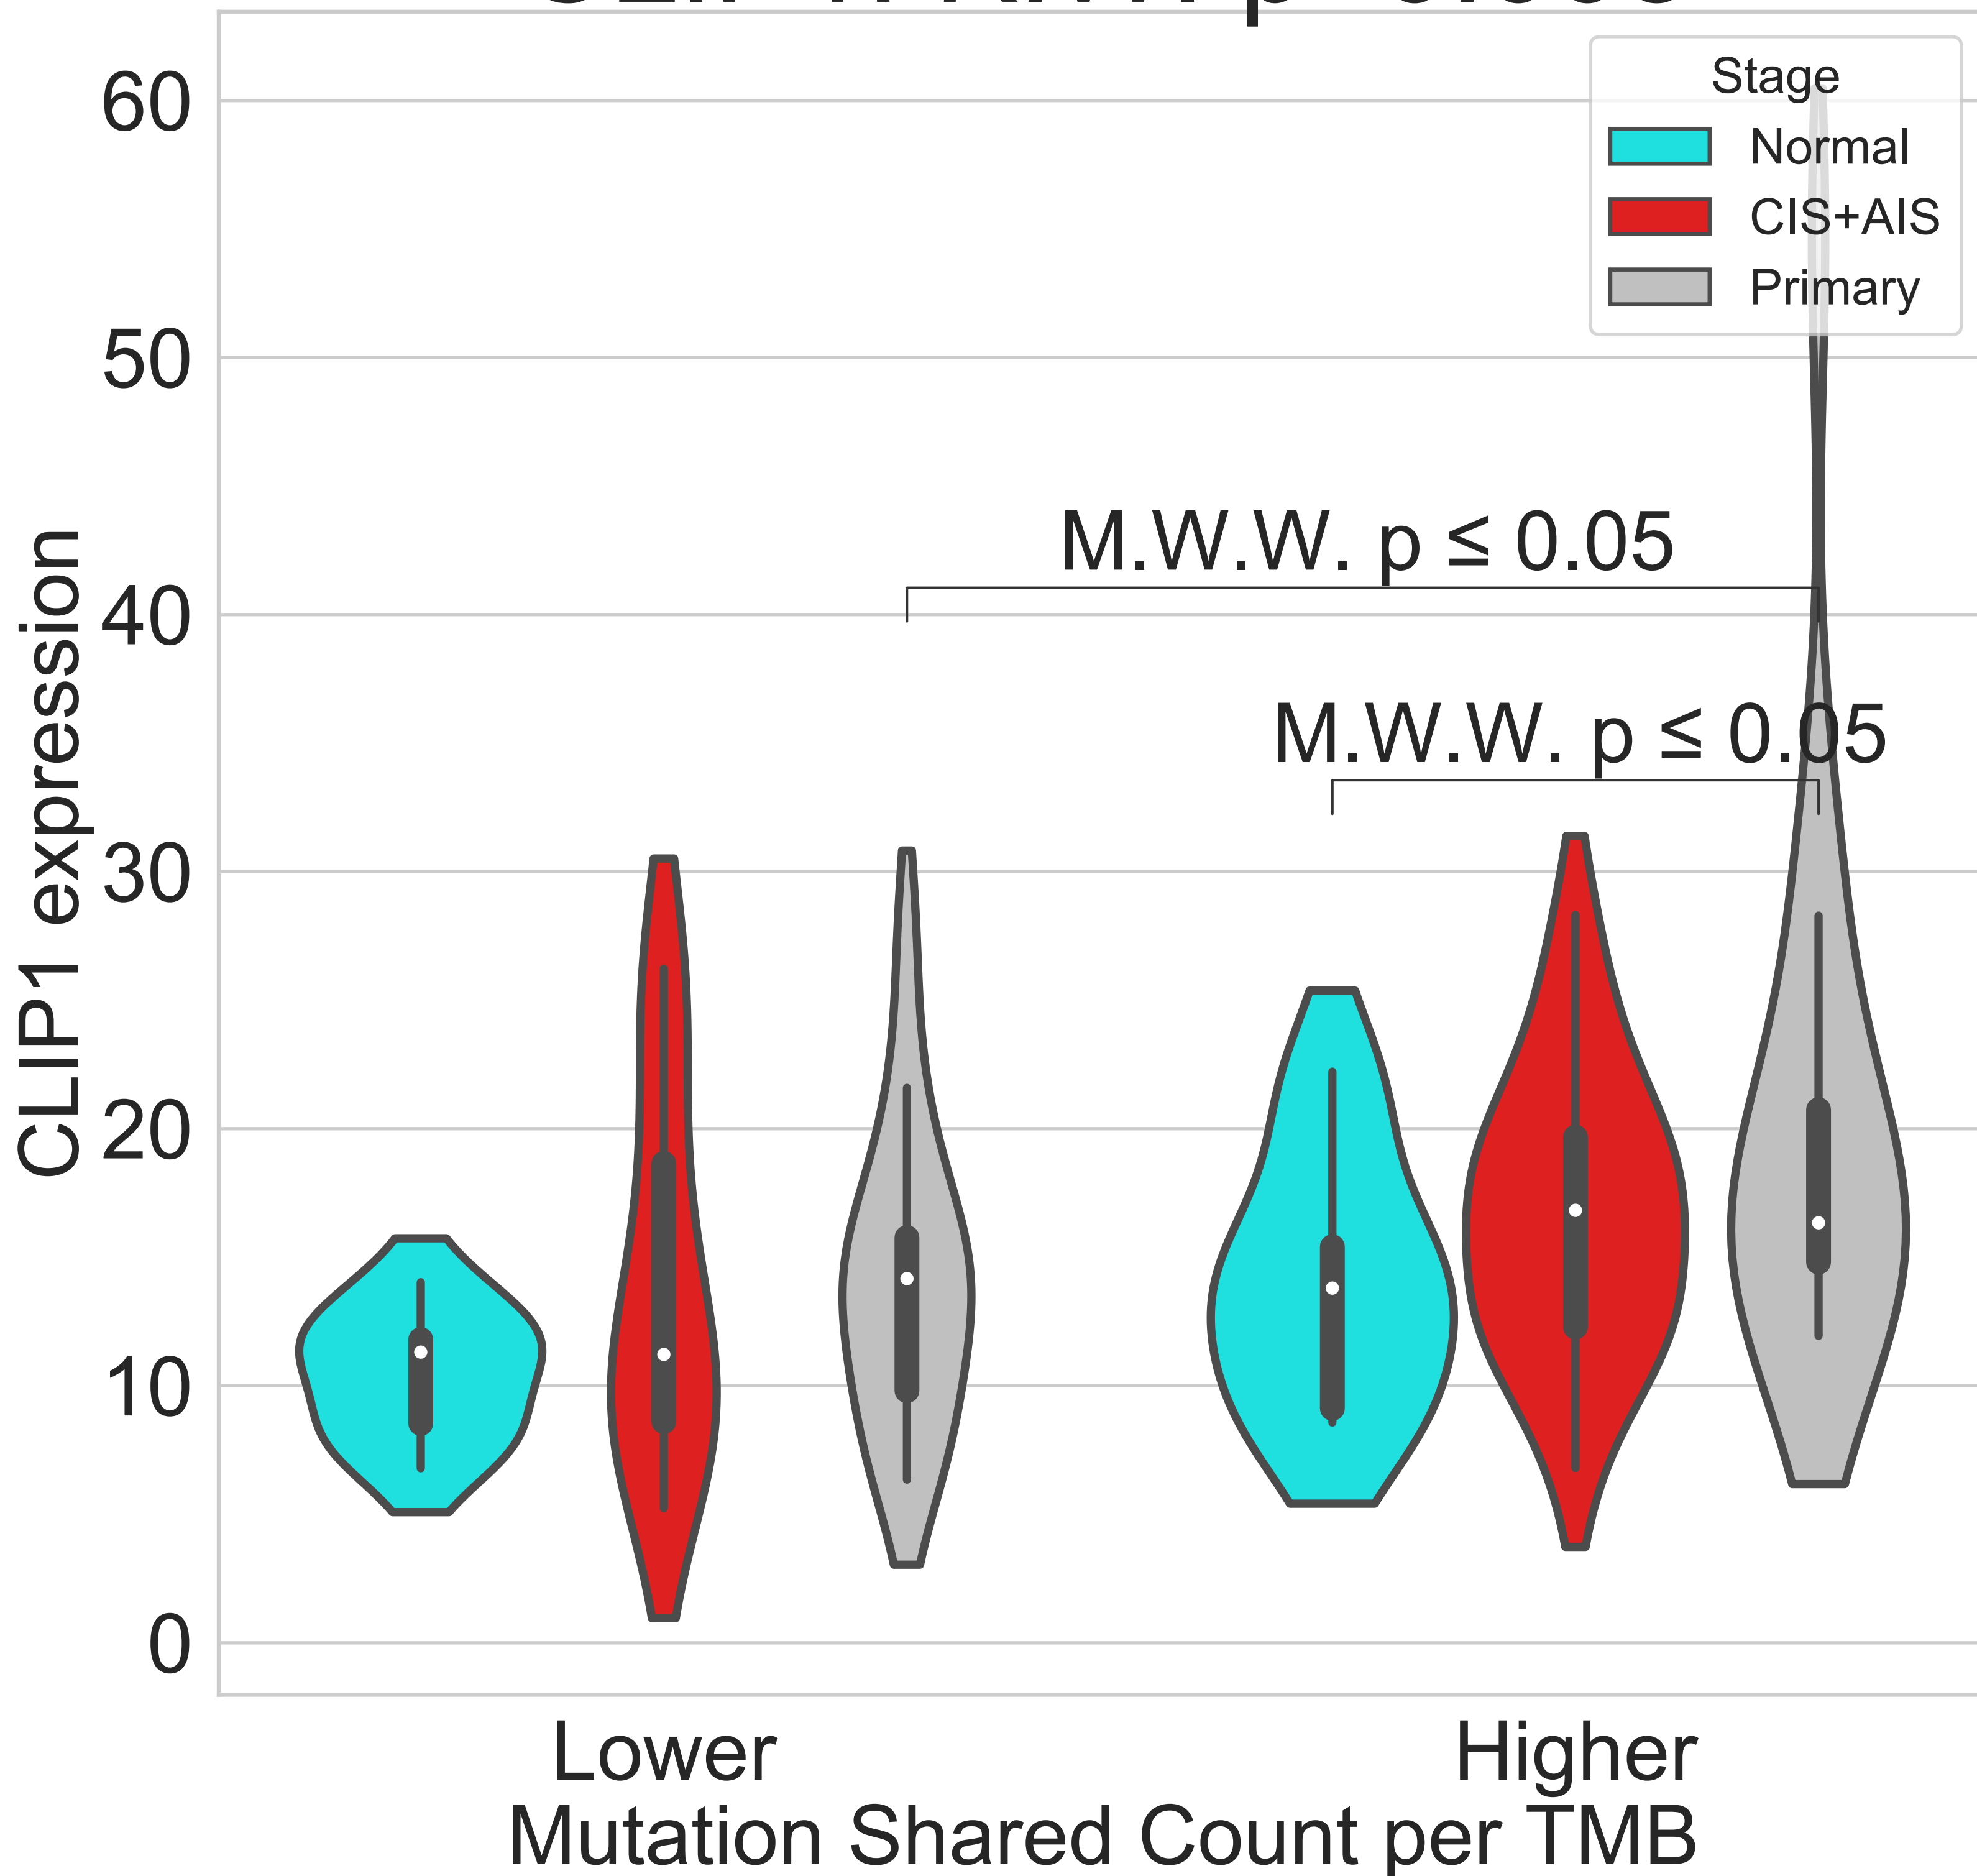 Stage
Normal
CIS+AIS
Primary
60
50
40
30
20
10
0
CLIP1 expression
M.W.W. p ≤ 0.05
M.W.W. p ≤ 0.05
Lower
Higher
Mutation Shared Count per TMB